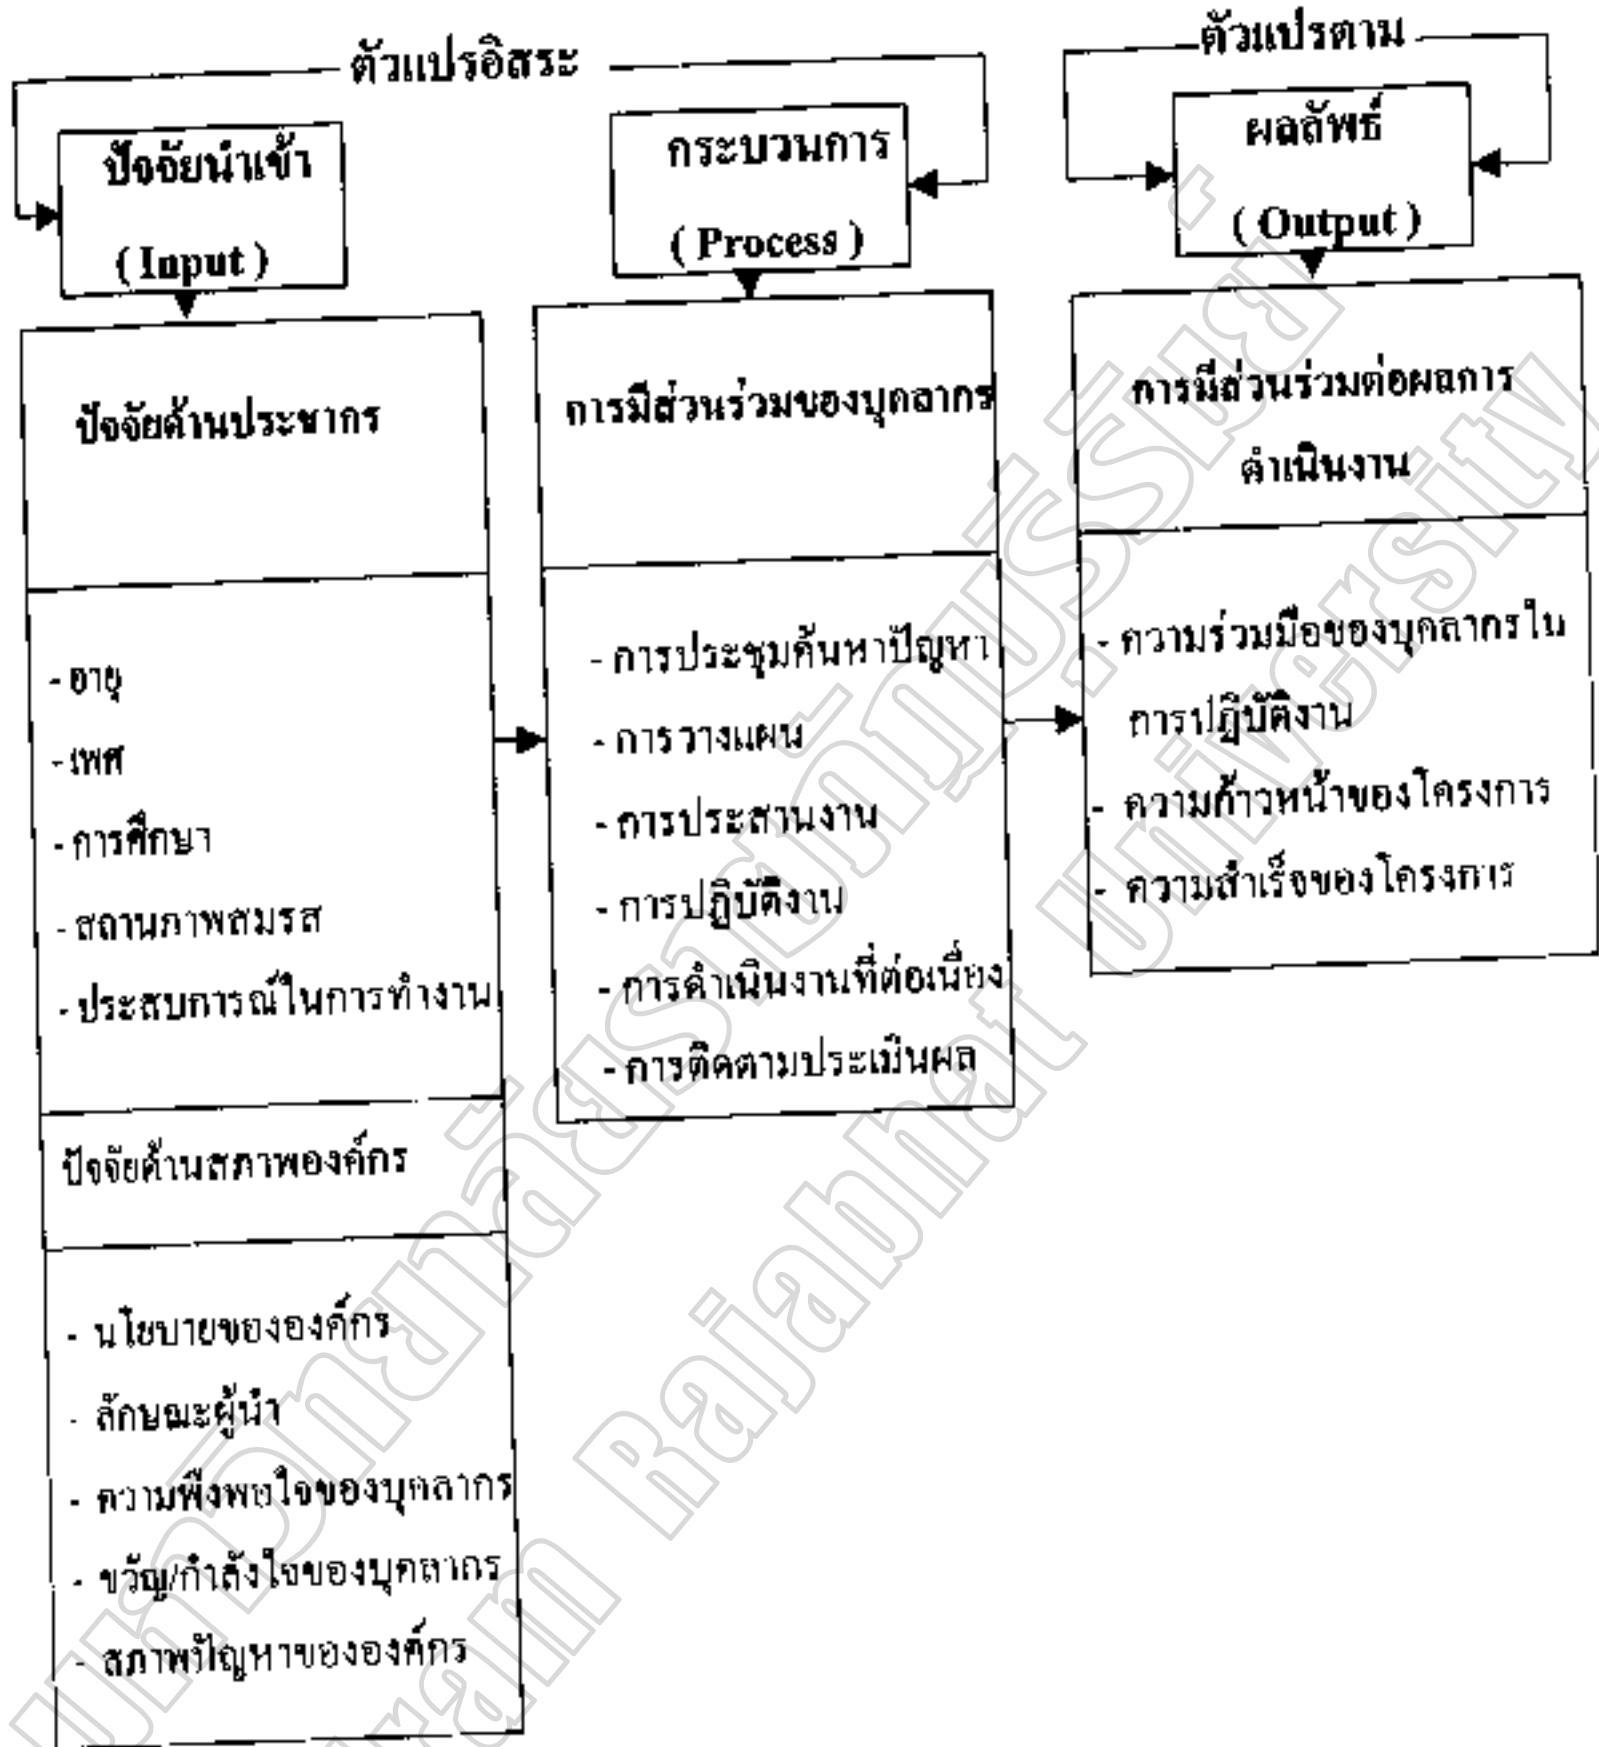 ตัวแปรอิสระ
ตัวแปรตาม
ปัจจัยนำเข้า
( Input )
กระบวนการ
( Process )
ผลลัพธ์
( Output )
ปัจจัยด้านประชากร
- อายุ
- เพศ
- การศึกษา
- สถานภาพสมรส
- ประสบการณ์ในการทำงาน
ปัจจัยด้านสภาพองค์กร
- นโยบายขององค์กร
- ลักษณะผู้นำ
- ความพึงพอใจของบุคลากร
- ขวัญ/กำลังใจของบุคลากร
- สภาพปัญหาขององค์กร
การมีส่วนร่วมของบุคลากร
- การประชุมค้นหาปัญหา
- การวางแผน
- การประสานงาน
- การปฏิบัติงาน
- การดำเนินงานที่ต่อเนื่อง
- การติดตามประเมินผล
การมีส่วนร่วมต่อผลการ
ดำเนินงาน
- ความร่วมมือของบุคลากรใน
การปฏิบัติงาน
- ความก้าวหน้าของโครงการ
- ความสำเร็จของโครงการ
Rajabhat University